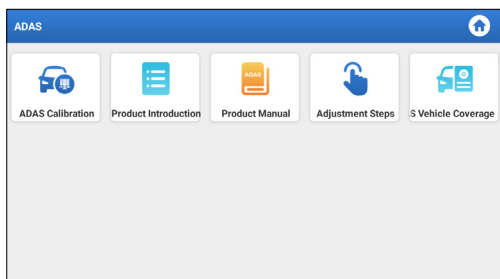 ADAS
ADAS
ADAS Calibration
Product Introduction
Product Manual
Adjustment Steps
S Vehicle Coverage